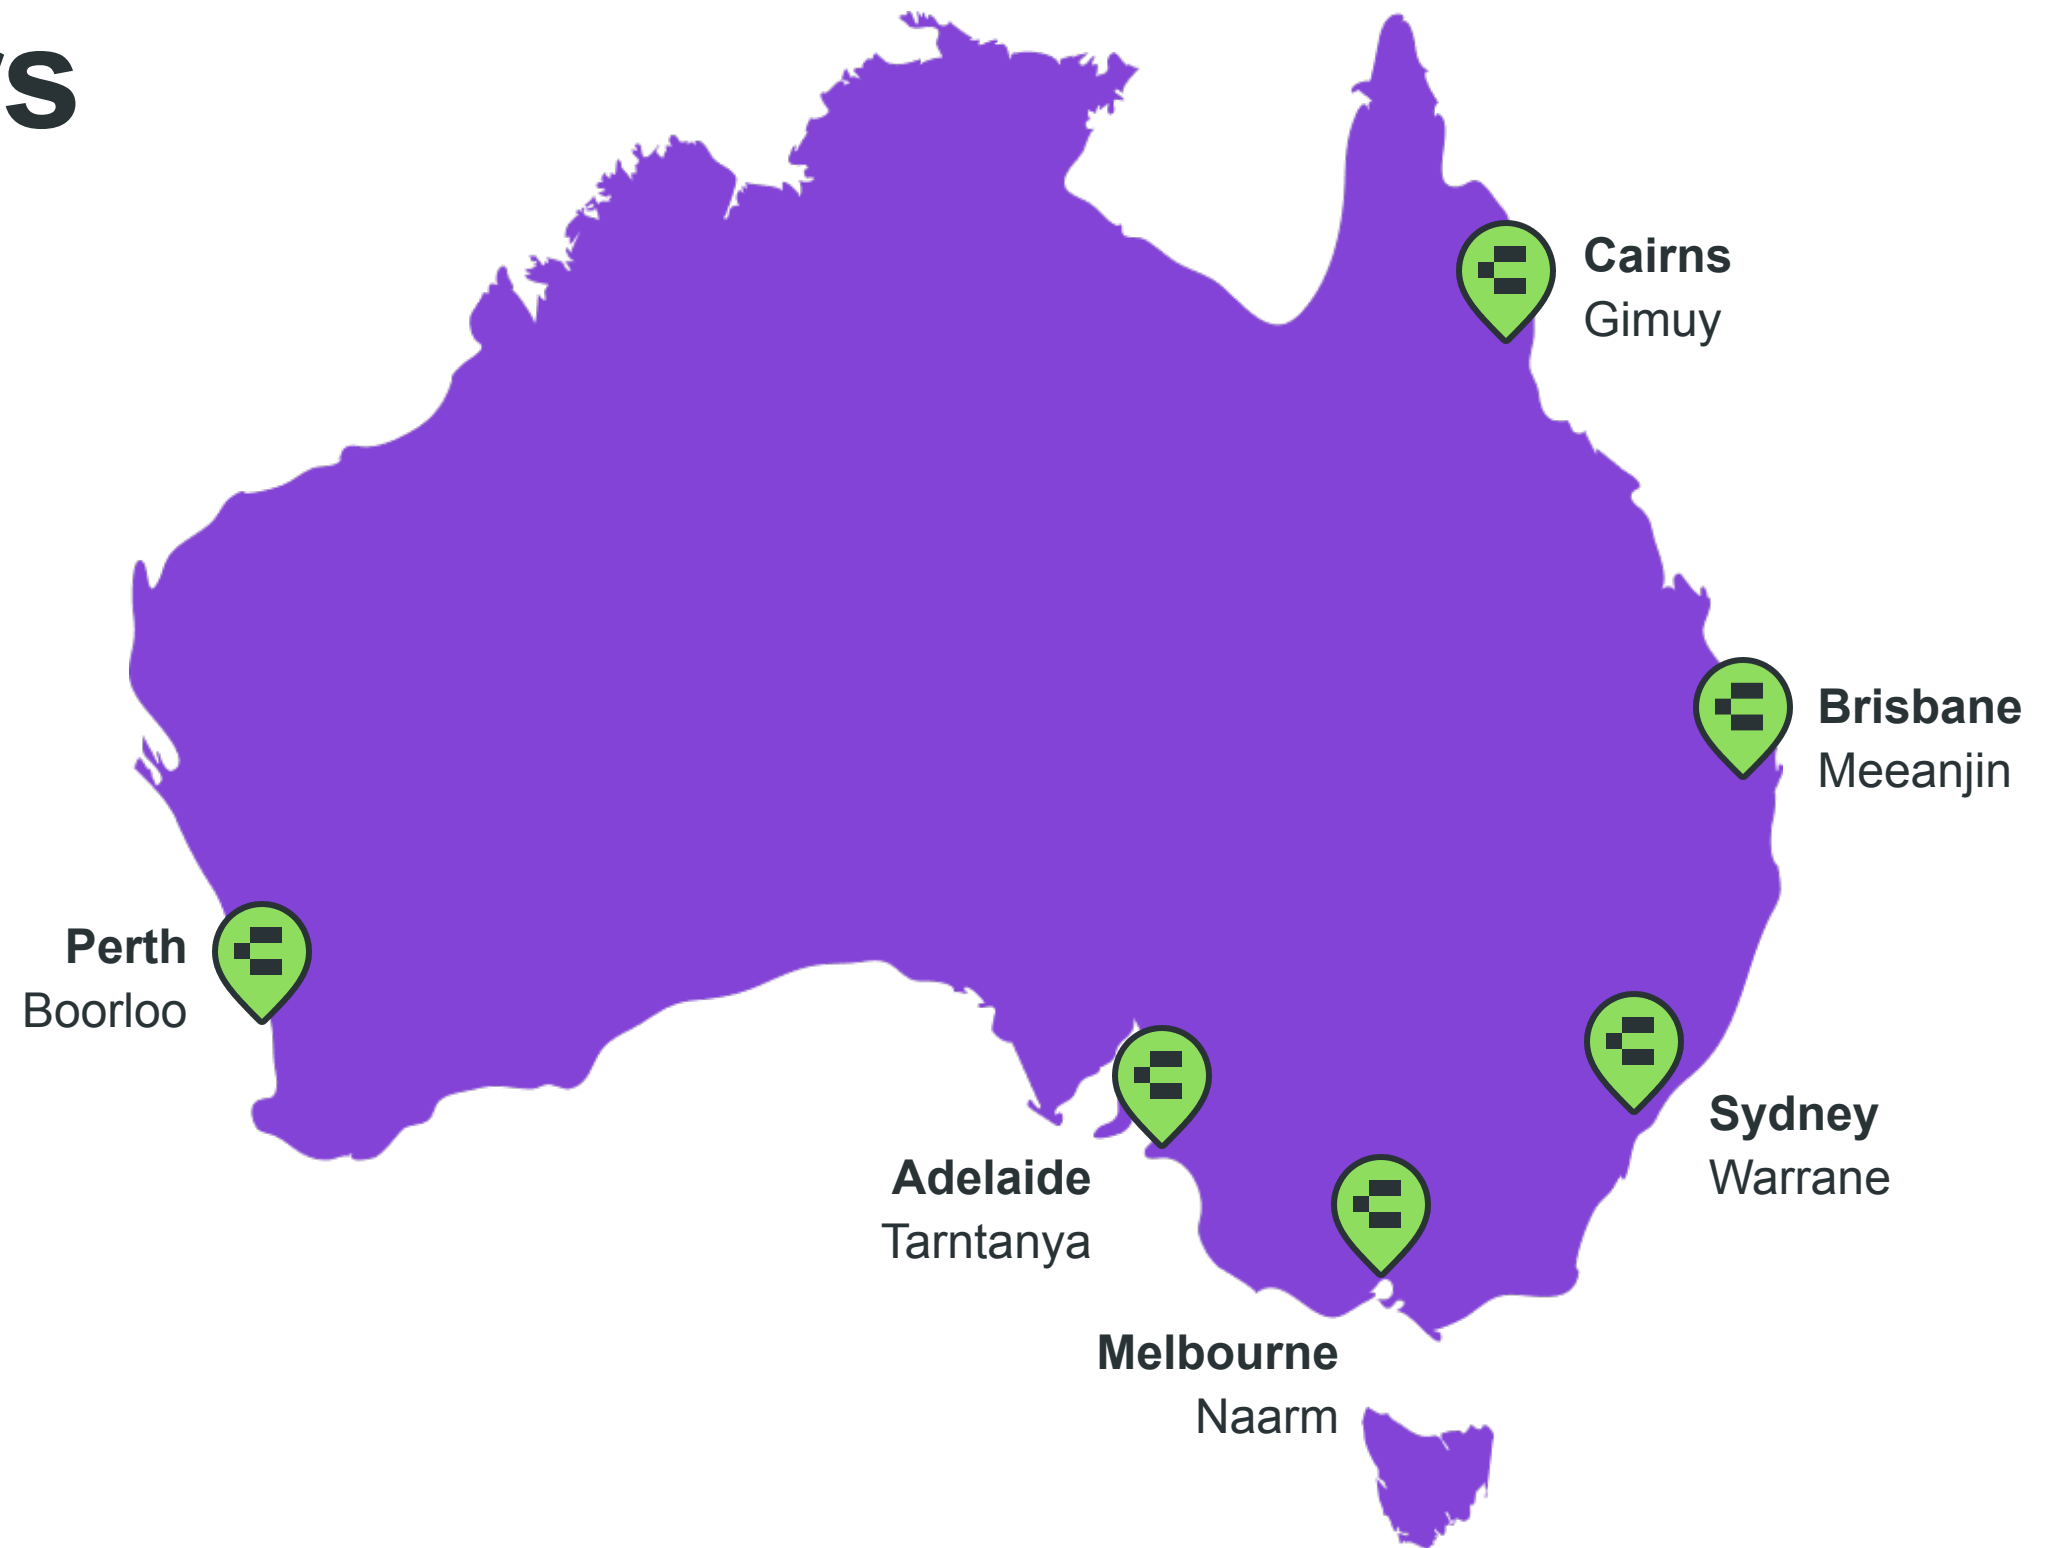 Cairns
Gimuy
Brisbane
Meeanjin
Perth
Boorloo
Sydney
Warrane
Adelaide
Tarntanya
Melbourne
Naarm